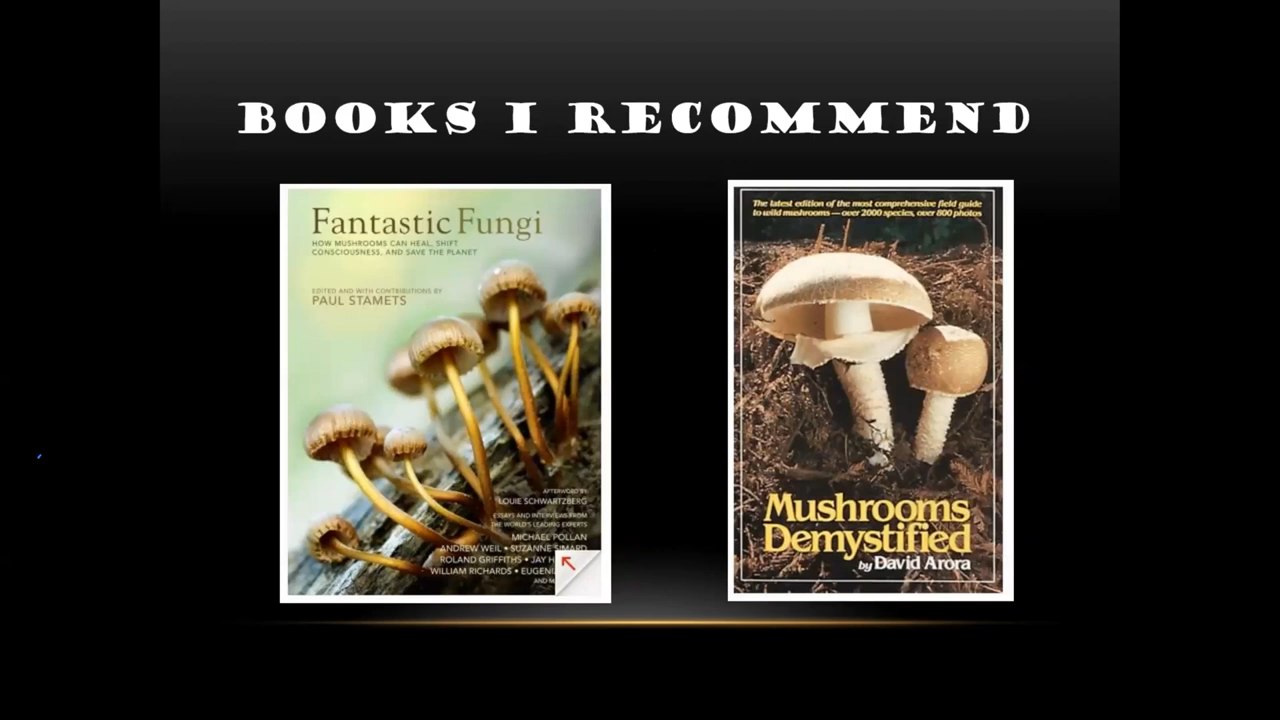 BOOKS I RECOMMEND
Fantastic Fungi
HOW MUSHROOMS CAN HEAL, SHIFT
CONSCIOUSNESS, AND SAVE THE PLANET
EDITED AND WITH CONTRIBUTIONS BY
PAUL STAMETS
AFTERWORD BY
LOUIE SCHWARTZBERG
ESSAYS AND INTERVIEWS FROM
THE WORLD'S LEADING EXPERTS
MICHAEL POLLAN
ANDREW WEIL • SUZANNE SIMARD
ROLAND GRIFFITHS • JAY
WILLIAM RICHARDS •
AND
The latest edition of the most comprehensive field guide
to wild mushrooms — over 2000 species, over 800 photos
Mushrooms
Demystified
by David Arora